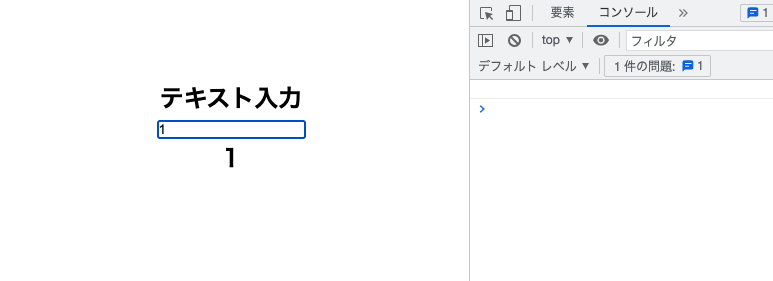 テキスト入力
1
1
要素 コンソール » 1
top ▼ フィルタ
デフォルト レベル ▼ 1 件の問題: 1